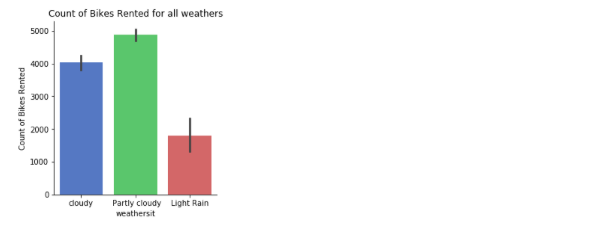 Count of Bikes Rented for all weathers
Count of Bikes Rented
5000
4000
3000
2000
1000
0
cloudy Partly cloudy Light Rain
weathersit